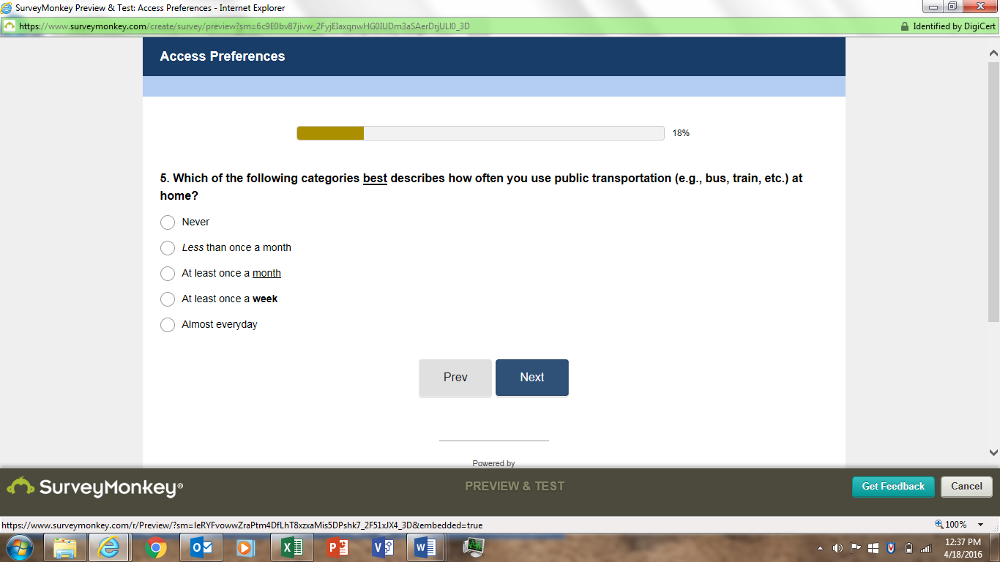 SurveyMonkey Preview & Test: Access Preferences - Internet Explorer
https://www.surveymonkey.com/create/survey/preview?sm=6c9E0bv87jivw_2FyjEIaxqnwHG0IUDm3aSAerDrjULI0_3D
Identified by DigiCert
Access Preferences
18%
5. Which of the following categories best describes how often you use public transportation (e.g., bus, train, etc.) at
home?
Never
Less than once a month
At least once a month
At least once a week
Almost everyday
Prev
Next
Powered by
SurveyMonkey®
PREVIEW & TEST
Get Feedback
Cancel
https://www.surveymonkey.com/r/Preview/?sm=IeRYFvowwZraPtm4DfLhT8xzxaMis5DPshk7_2F51xJX4_3D&embedded=true
100%
12:37 PM
4/18/2016